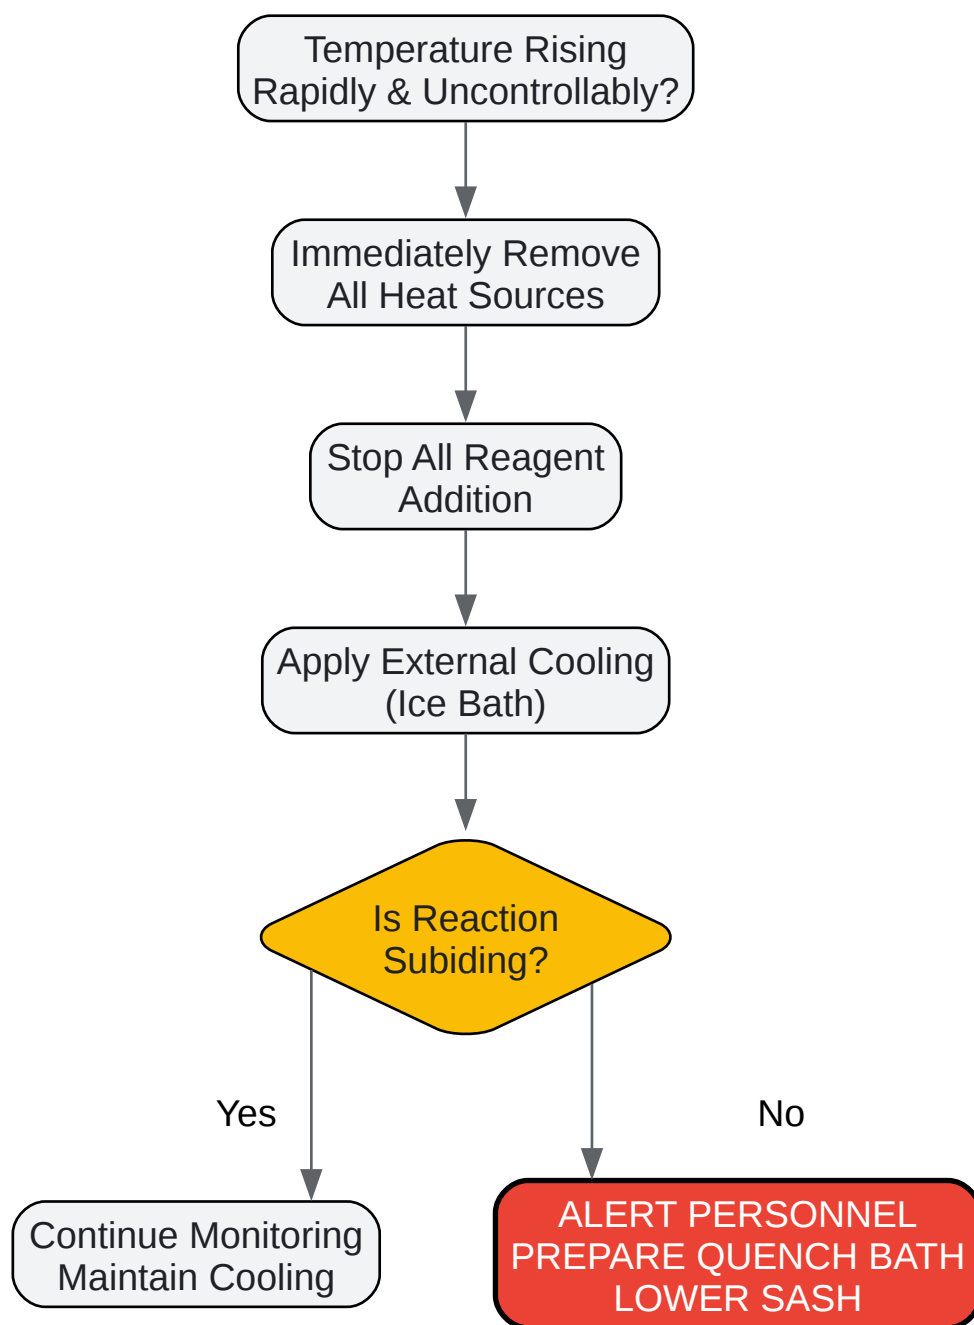 Temperature Rising
Rapidly & Uncontrollably?
Immediately Remove
All Heat Sources
Stop All Reagent
Addition
Apply External Cooling
(Ice Bath)
Is Reaction
Subiding?
Yes
No
Continue Monitoring
Maintain Cooling
ALERT PERSONNEL
PREPARE QUENCH BATH
LOWER SASH